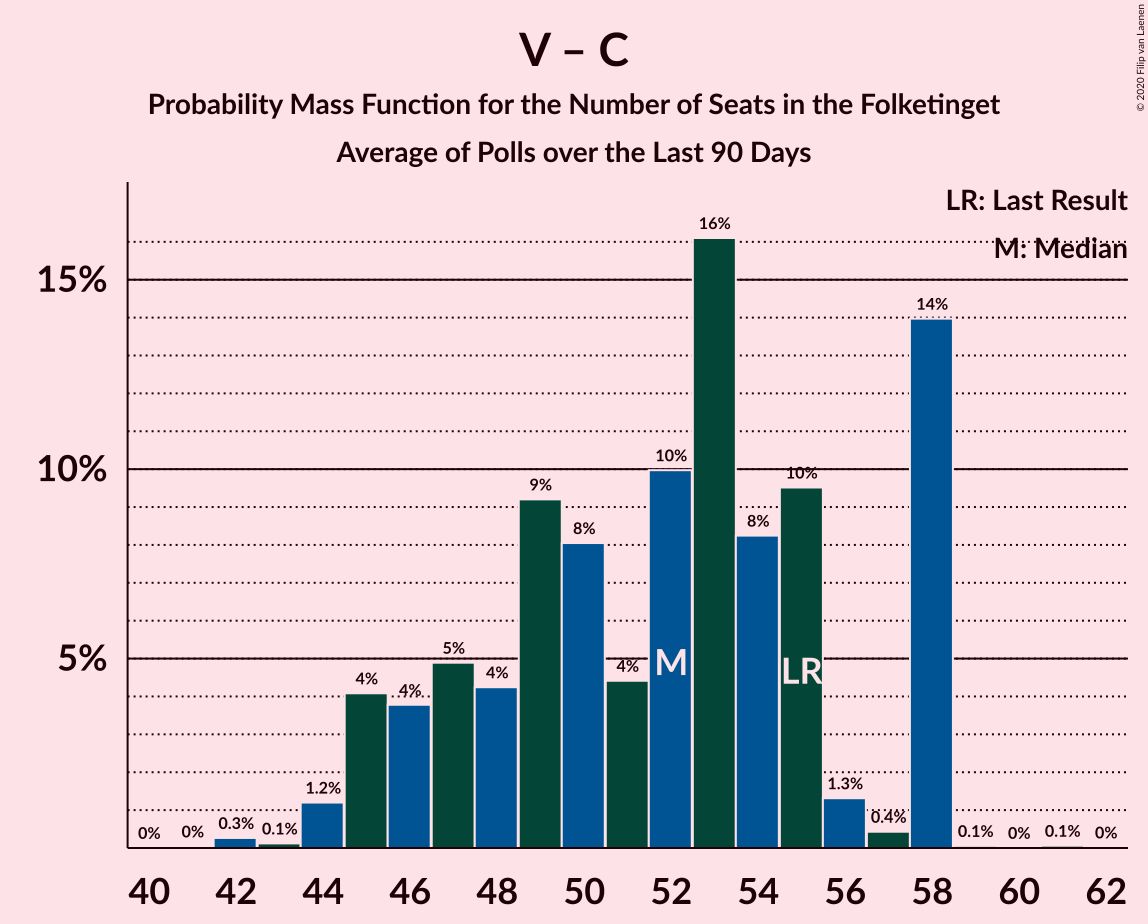 V – C
Probability Mass Function for the Number of Seats in the Folketinget
Average of Polls over the Last 90 Days
© 2020 Filip van Laenen
LR: Last Result
M: Median
15%
10%
5%
0%
0%
0.3%
0.1%
1.2%
4%
4%
5%
4%
9%
8%
4%
10%
16%
8%
10%
1.3%
0.4%
14%
0.1%
0%
0.1%
0%
M
LR
40 42 44 46 48 50 52 54 56 58 60 62